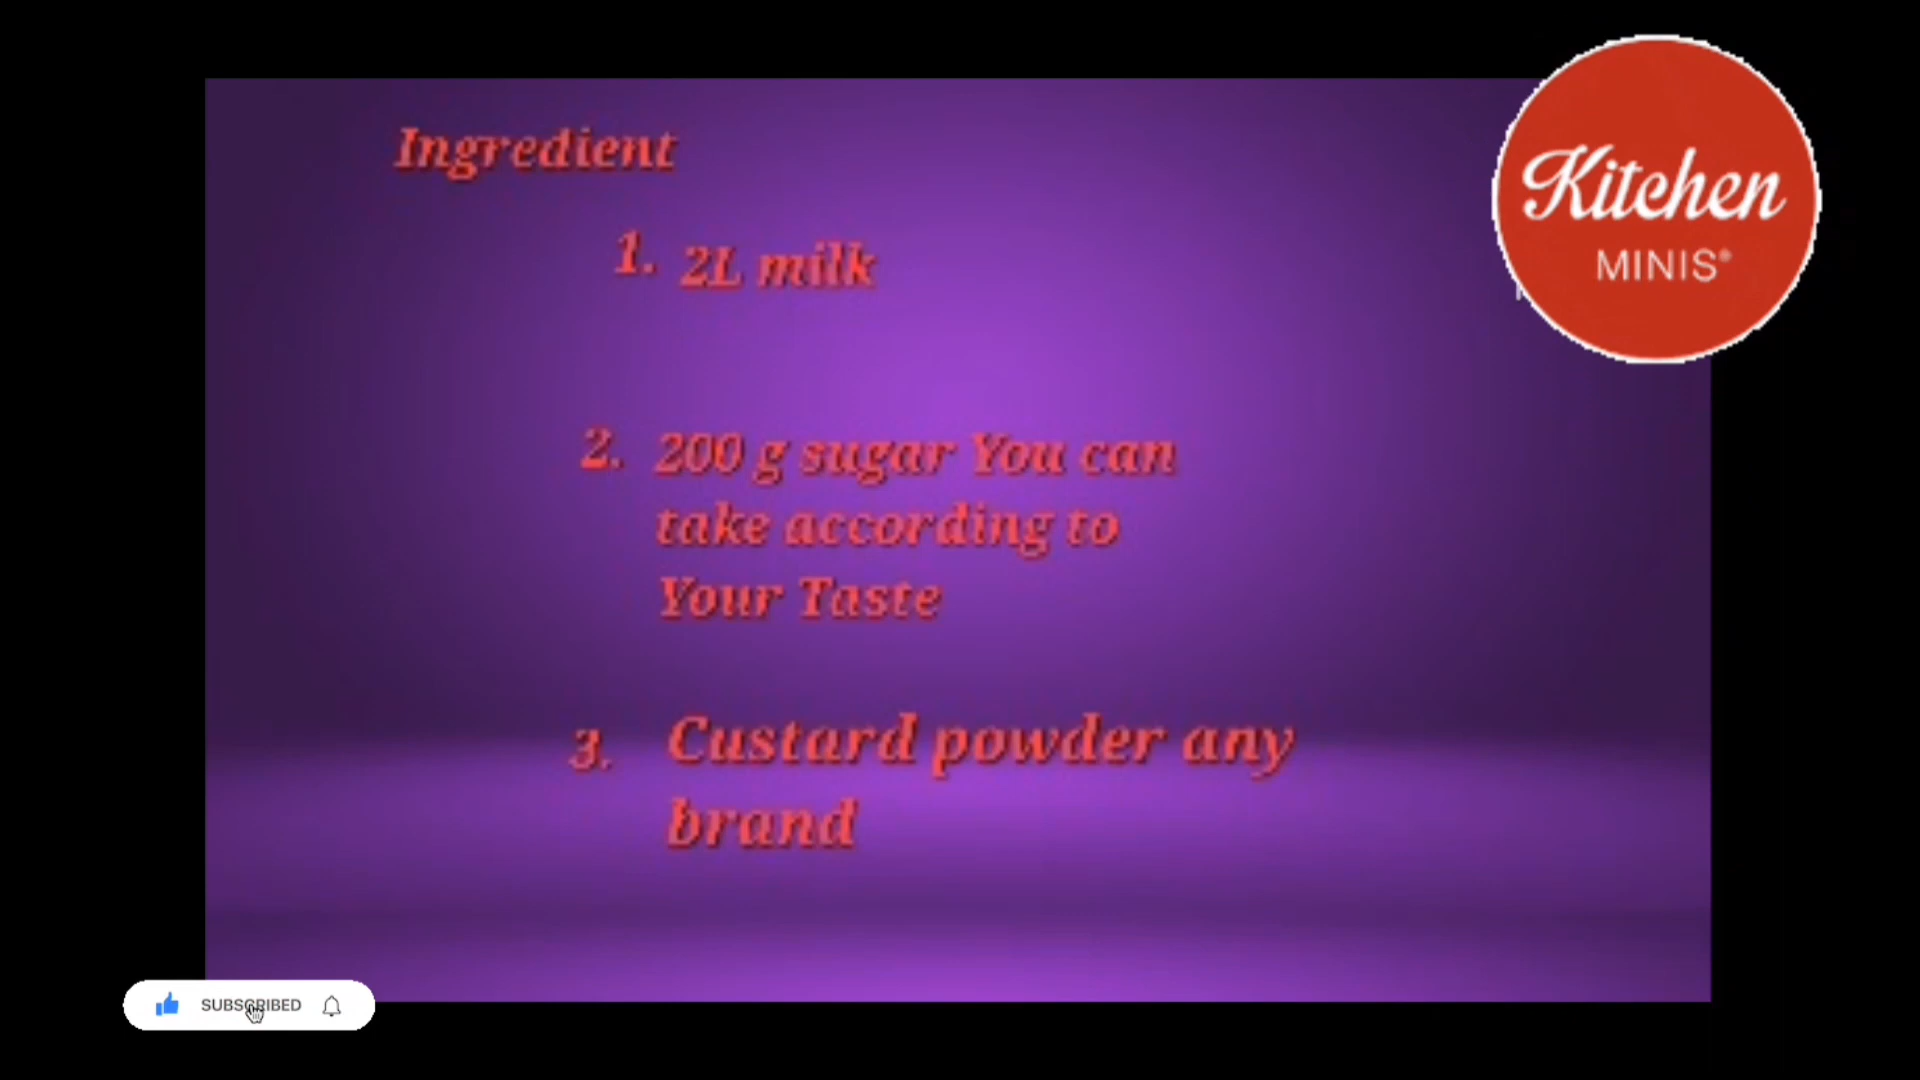 Ingredient
Kitchen
MINIS®
1. 2L milk
2. 200 g sugar You can
take according to
Your Taste
3. Custard powder any
brand
SUBSCRIBED